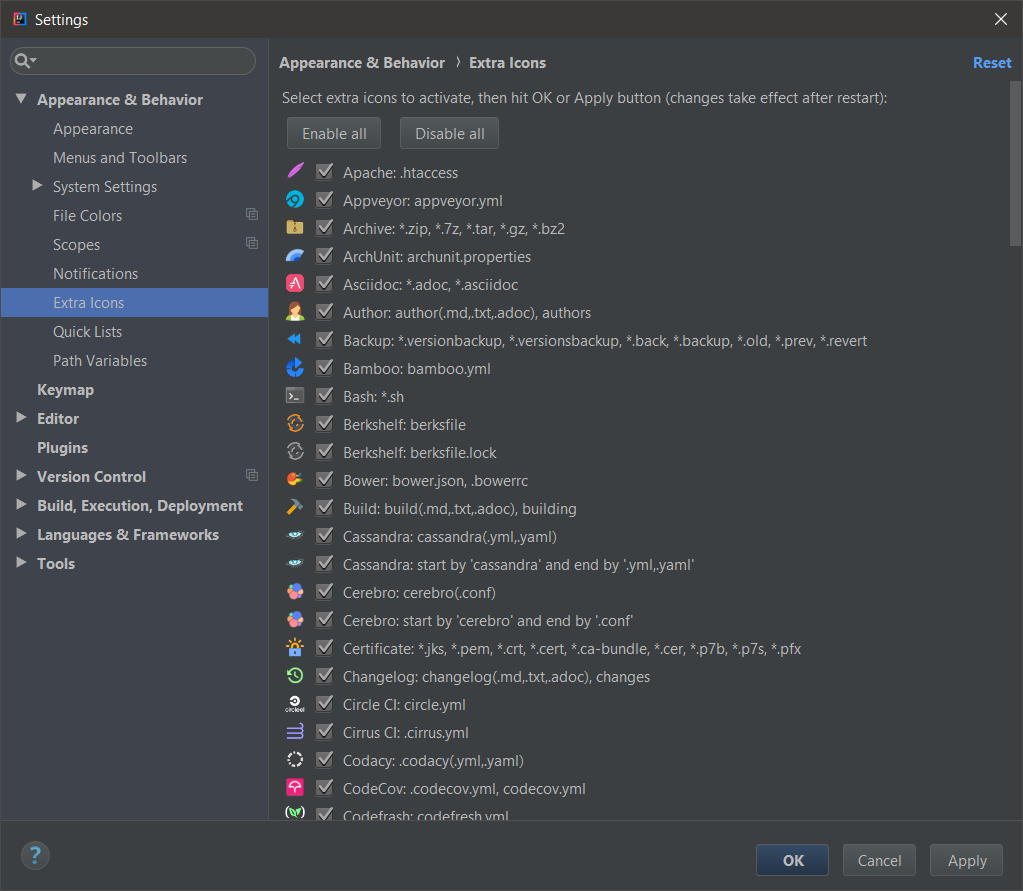 Settings
Appearance & Behavior
Appearance
Menus and Toolbars
System Settings
File Colors
Scopes
Notifications
Extra Icons
Quick Lists
Path Variables
Keymap
Editor
Plugins
Version Control
Build, Execution, Deployment
Languages & Frameworks
Tools
Appearance & Behavior › Extra Icons
Reset
Select extra icons to activate, then hit OK or Apply button (changes take effect after restart):
Enable all Disable all
Apache: .htaccess
Appveyor: appveyor.yml
Archive: *.zip, *.7z, *.tar, *.gz, *.bz2
ArchUnit: archunit.properties
Asciidoc: *.adoc, *.asciidoc
Author: author(.md,.txt,.adoc), authors
Backup: *.versionbackup, *.versionsbackup, *.back, *.backup, *.old, *.prev, *.revert
Bamboo: bamboo.yml
Bash: *.sh
Berkshelf: berksfile
Berkshelf: berksfile.lock
Bower: bower.json, .bowerrc
Build: build(.md,.txt,.adoc), building
Cassandra: cassandra(.yml,.yaml)
Cassandra: start by 'cassandra' and end by '.yml,.yaml'
Cerebro: cerebro(.conf)
Cerebro: start by 'cerebro' and end by '.conf'
Certificate: *.jks, *.pem, *.crt, *.cert, *.ca-bundle, *.cer, *.p7b, *.p7s, *.pfx
Changelog: changelog(.md,.txt,.adoc), changes
Circle CI: circle.yml
Cirrus CI: .cirrus.yml
Codacy: .codacy(.yml,.yaml)
CodeCov: .codecov.yml, codecov.yml
Codefrash: codefresh.yml
?
OK Cancel Apply